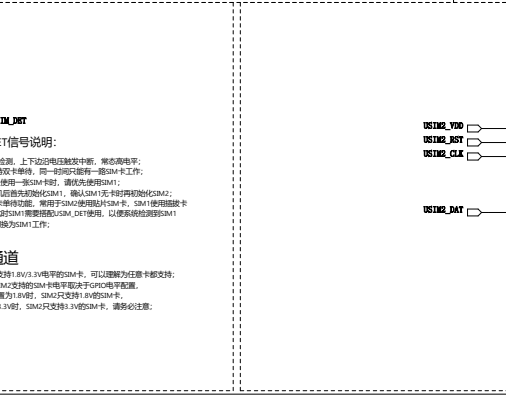 IM_DET
T信号说明：
检测，上下边沿电压触发中断，常态高电平；
持双卡单待，同一时间只能有一路SIM卡工作；
使用一张SIM卡时，请优先使用SIM1；
机后首先初始化SIM1，确认SIM1无卡时再初始化SIM2；
卡单待功能，常用于SIM2使用贴片SIM卡，SIM1使用插拔卡
此时SIM1需要搭配USIM_DET使用，以便系统检测到SIM1
切换为SIM1工作；
通道
支持1.8V/3.3V电平的SIM卡，可以理解为任意卡都支持；
IM2支持的SIM卡电平取决于GPIO电平配置，
置为1.8V时，SIM2只支持1.8V的SIM卡，
3.3V时，SIM2只支持3.3V的SIM卡，请务必注意；
USIM2_VDD
USIM2_RST
USIM2_CLK
USIM2_DAT